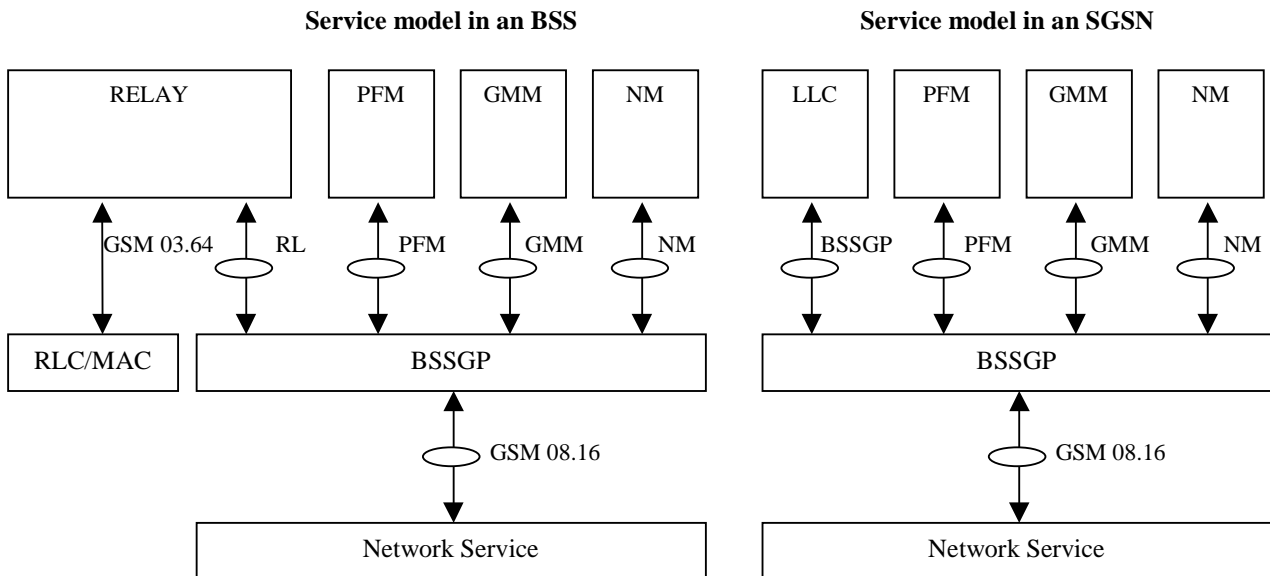 Service model in an BSS
Service model in an SGSN
RELAY
PFM
GMM
NM
LLC
PFM
GMM
NM
GSM 03.64
RL
PFM
GMM
NM
BSSGP
PFM
GMM
NM
RLC/MAC
BSSGP
BSSGP
GSM 08.16
GSM 08.16
Network Service
Network Service